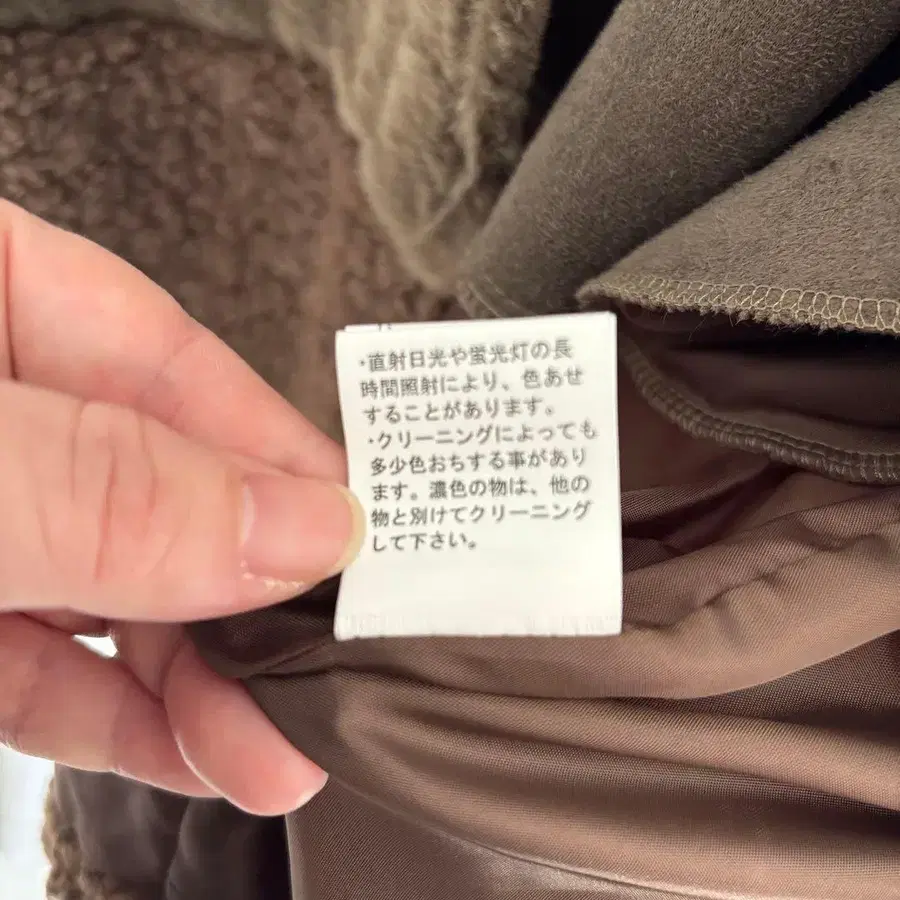 ・直射日光や蛍光灯の長
時間照射により、色あせ
することがあります。
・クリーニングによっても
多少色おちする事があり
ます。濃色の物は、他の
物と別けてクリーニング
して下さい。